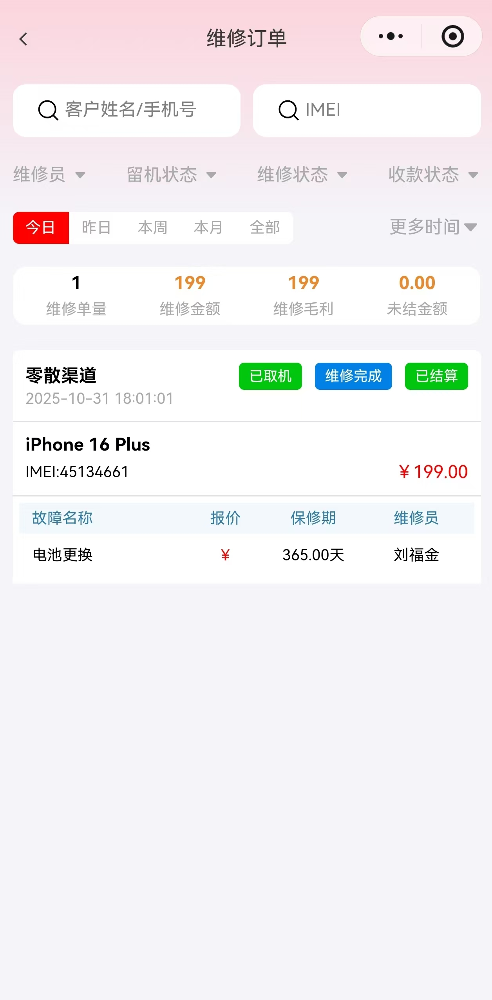 维修订单
客户姓名/手机号
IMEI
维修员 留机状态 维修状态 收款状态
今日 昨日 本周 本月 全部 更多时间
1 199 199 0.00
维修单量 维修金额 维修毛利 未结金额
零散渠道 已取机 维修完成 已结算
2025-10-31 18:01:01
iPhone 16 Plus
IMEI:45134661 ¥199.00
故障名称 报价 保修期 维修员
电池更换 ¥ 365.00天 刘福金